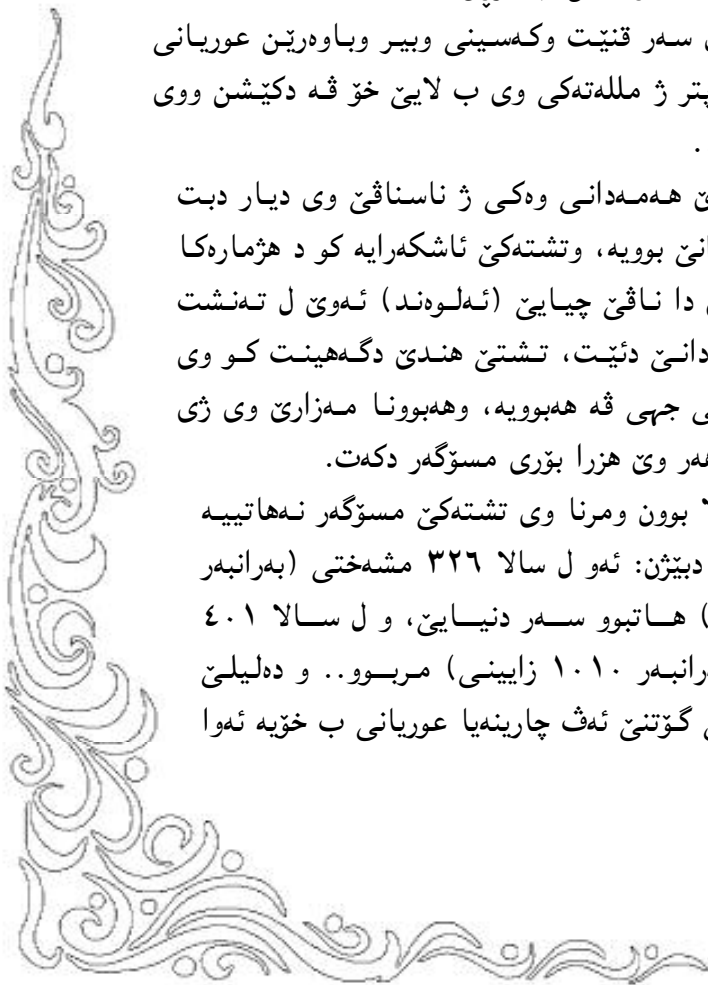 سەر قنێت وکەسینی وبیر وباوەرێن عوریانی
پتر ژ مللەتەکی وی ب لایێ خۆ ڤە دکێشن ووی
.
هەمەدانی وەکی ژ ناسناڤێ وی دیار دبت
بوویە، وتشتەکێ ئاشکەرایە کو د هژمارەکا
دا ناڤێ چیایێ (ئەلوەند) ئەوێ ل تەنشت
دئێت، تشتێ هندێ دگەهینت کو وی
جهی ڤە هەبوویە، وهەبوونا مەزارێ وی ژی
هەر وێ هزرا بۆری مسۆگەر دکەت.
بوون ومرنا وی تشتەکێ مسۆگەر نەهاتییە
دبێژن: ئەو ل سالا ٣٢٦ مشەختی (بەرانبەر
) هاتبوو سەر دنیایێ، و ل سالا ٤٠١
١٠١٠ زایینی) مربوو.. و دەلیلێ
گۆتنێ ئەڤ چارینەیا عوریانی ب خۆیە ئەوا